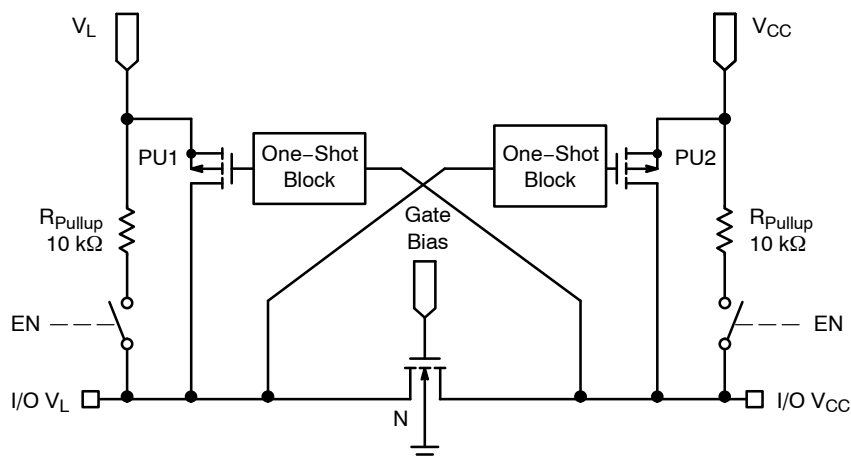 V_L
V_CC
PU1
One–Shot
Block
One–Shot
Block
PU2
Gate
Bias
R_Pullup
10 kΩ
R_Pullup
10 kΩ
EN
EN
I/O V_L
N
I/O V_CC